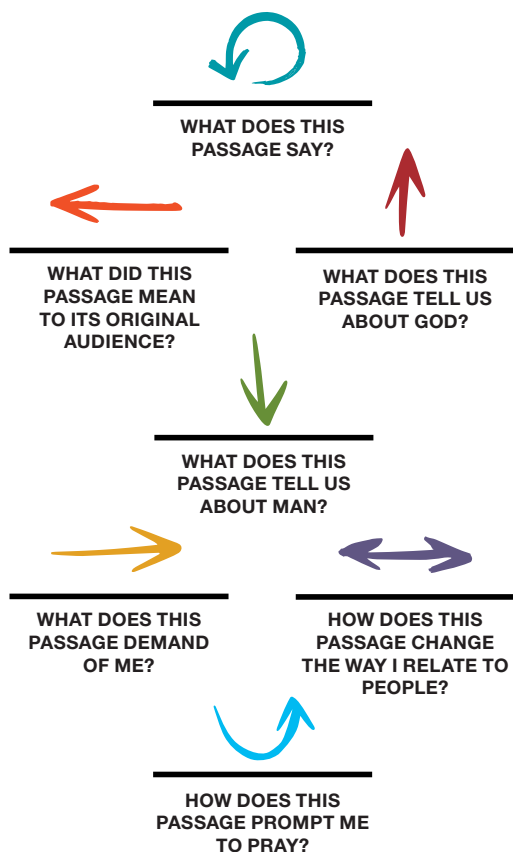 WHAT DOES THIS
PASSAGE SAY?
WHAT DID THIS
PASSAGE MEAN
TO ITS ORIGINAL
AUDIENCE?
WHAT DOES THIS
PASSAGE TELL US
ABOUT GOD?
WHAT DOES THIS
PASSAGE TELL US
ABOUT MAN?
WHAT DOES THIS
PASSAGE DEMAND
OF ME?
HOW DOES THIS
PASSAGE CHANGE
THE WAY I RELATE TO
PEOPLE?
HOW DOES THIS
PASSAGE PROMPT ME
TO PRAY?